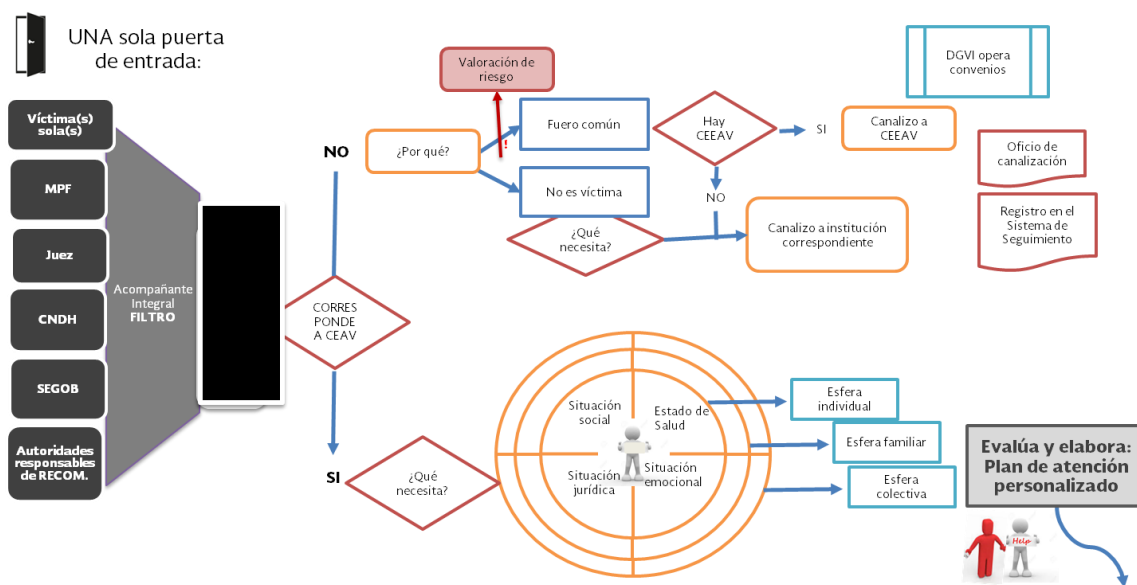 UNA sola puerta
de entrada:
Víctima(s)
sola(s)
MPF
Juez
CNDH
SEGOB
Autoridades
responsables
de RECOM.
Acompañante
Integral
FILTRO
CORRES
PONDE
A CEAV
NO
¿Por qué?
Valoración de
riesgo
!
Fuero común
No es víctima
¿Qué
necesita?
Hay
CEEAV
SI
NO
Canalizo a
CEEAV
Canalizo a institución
correspondiente
DGVI opera
convenios
Oficio de
canalización
Registro en el
Sistema de
Seguimiento
SI
¿Qué
necesita?
Situación
social
Estado de
Salud
Situación
jurídica
Situación
emocional
Esfera
individual
Esfera familiar
Esfera
colectiva
Evalúa y elabora:
Plan de atención
personalizado
Help